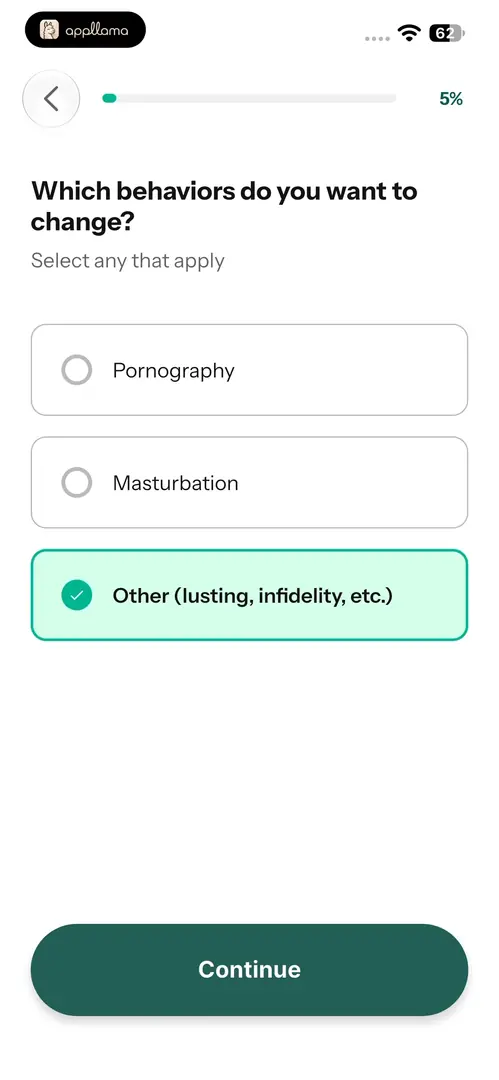 appllama
62
5%
Which behaviors do you want to
change?
Select any that apply
Pornography
Masturbation
Other (lusting, infidelity, etc.)
Continue